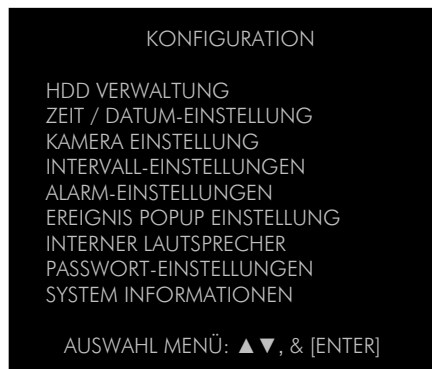 KONFIGURATION
HDD VERWALTUNG
ZEIT / DATUM-EINSTELLUNG
KAMERA EINSTELLUNG
INTERVALL-EINSTELLUNGEN
ALARM-EINSTELLUNGEN
EREIGNIS POPUP EINSTELLUNG
INTERNER LAUTSPRECHER
PASSWORT-EINSTELLUNGEN
SYSTEM INFORMATIONEN
AUSWAHL MENÜ: ▲▼, & [ENTER]